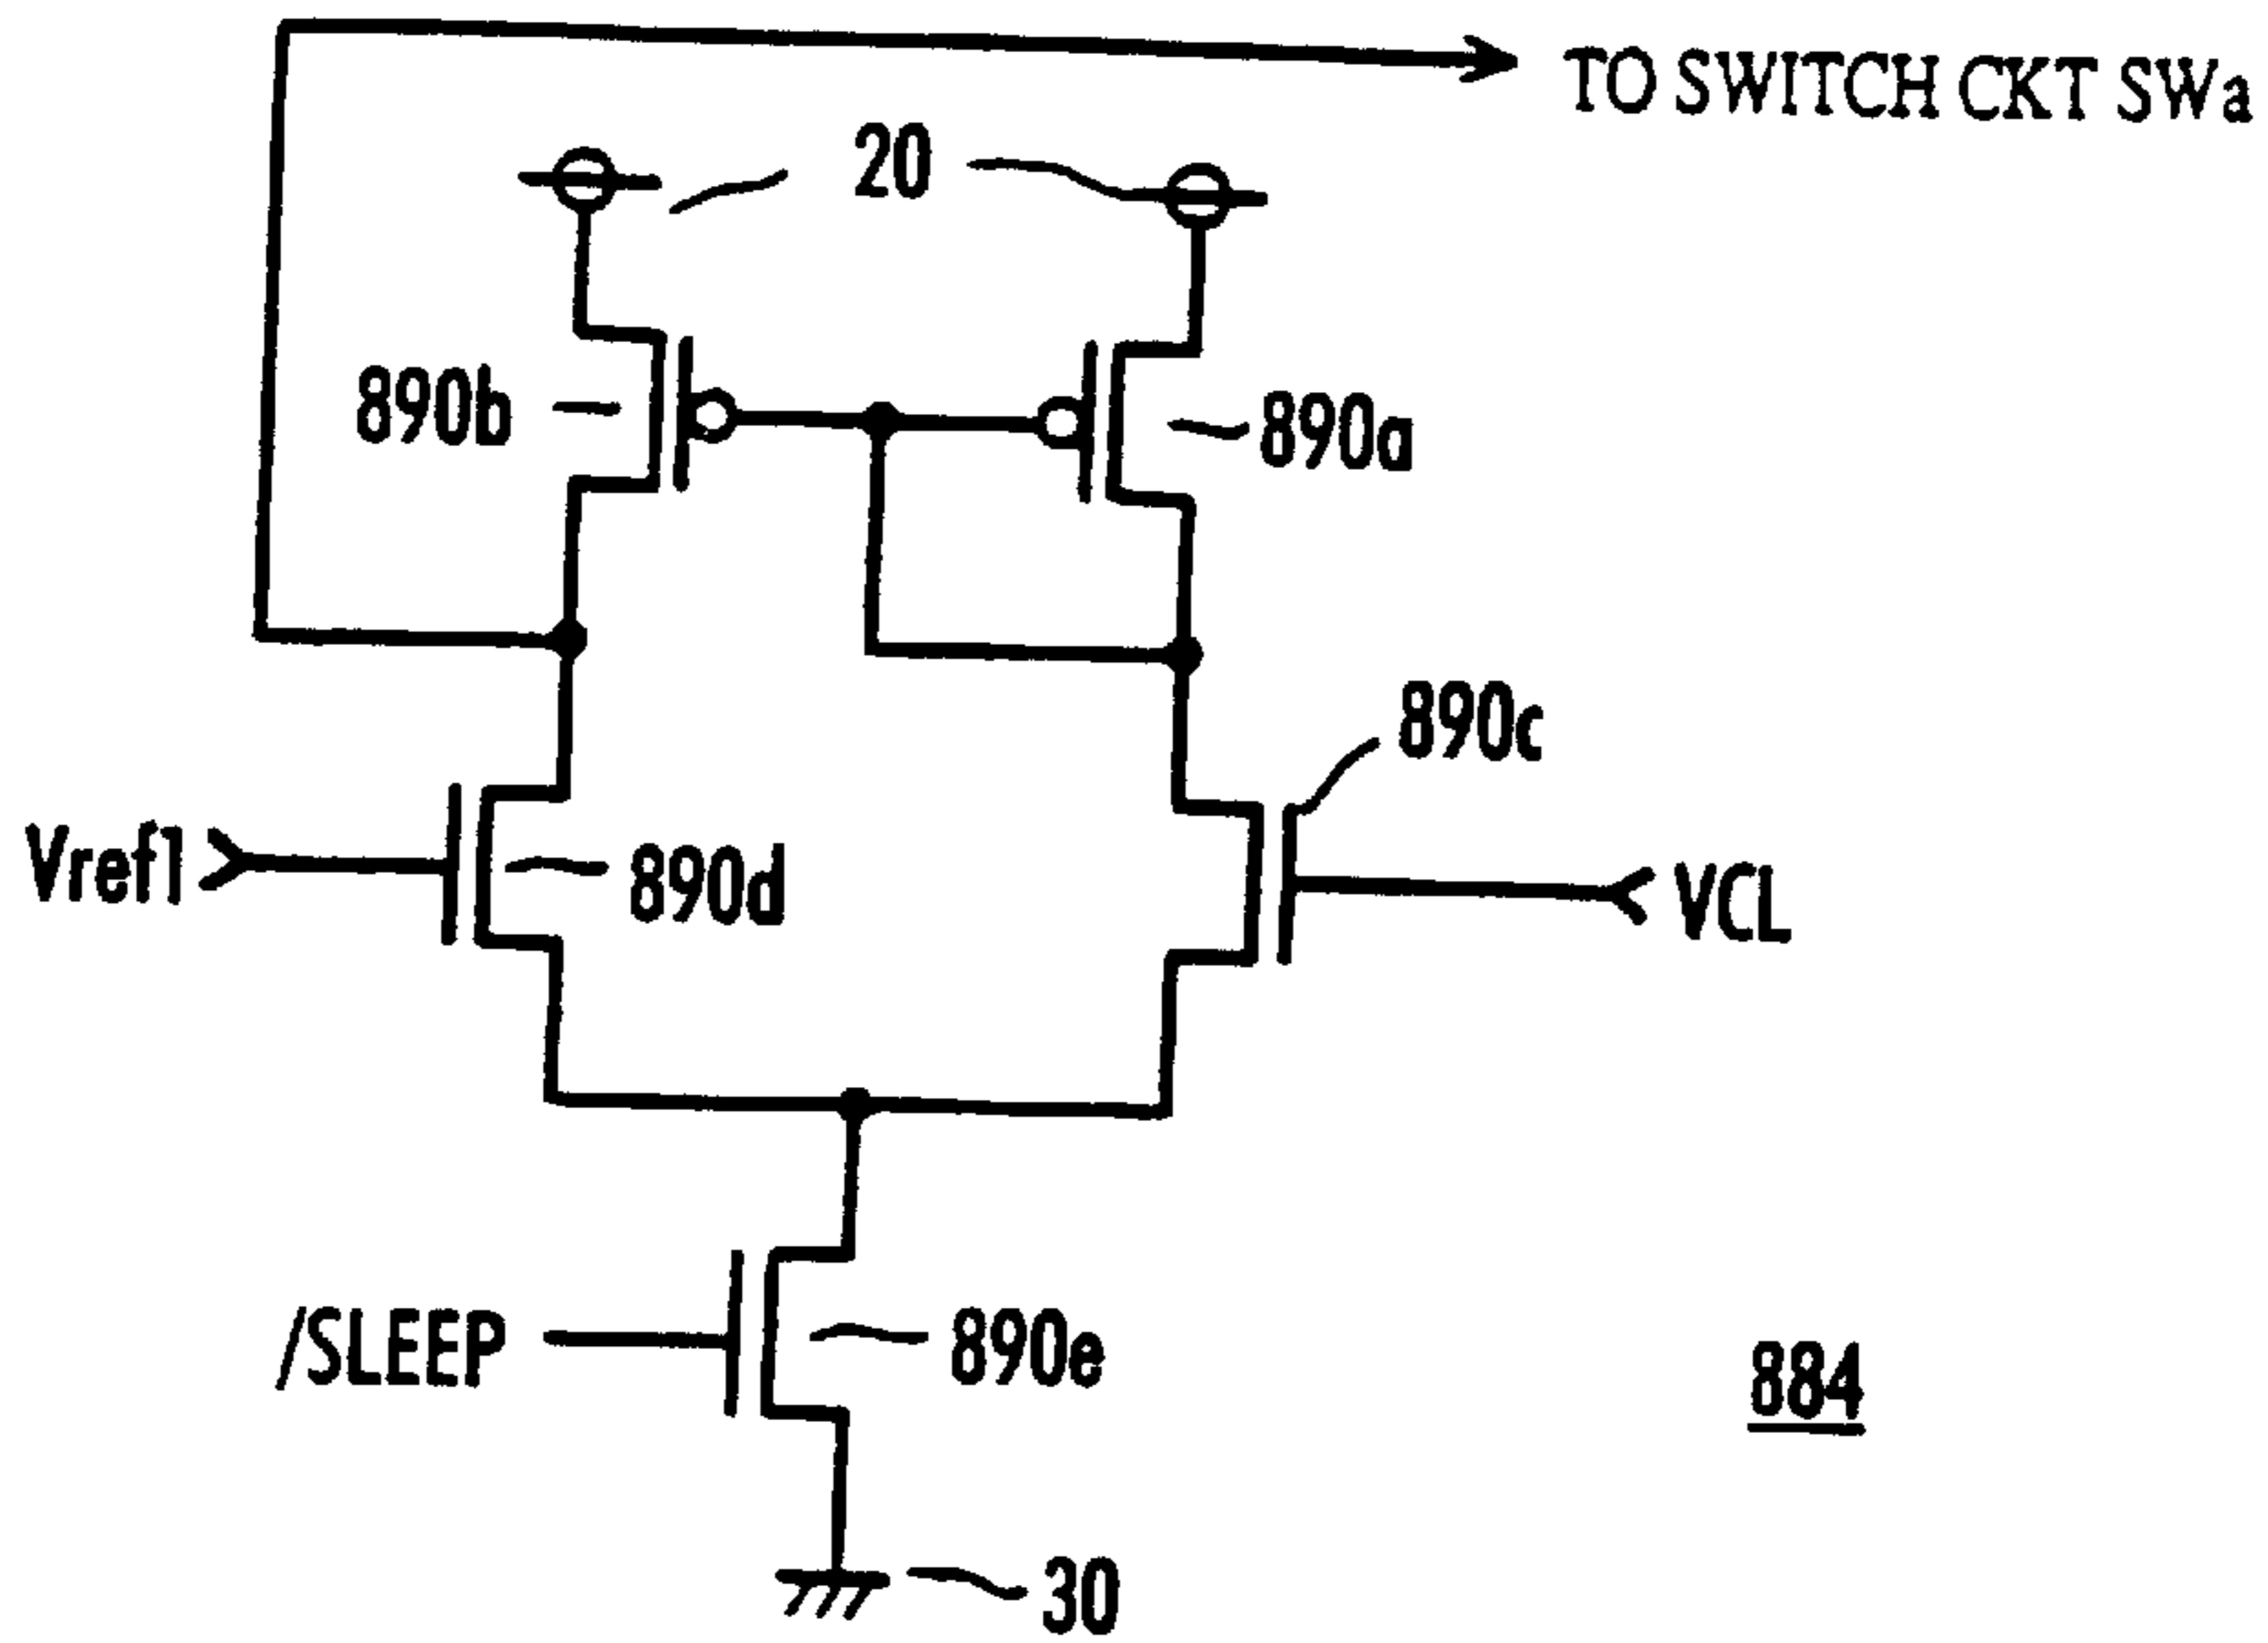 TO SWITCH CKT SWa
20
890b
890a
890c
Vref1
890d
VCL
/SLEEP
890e
884
30